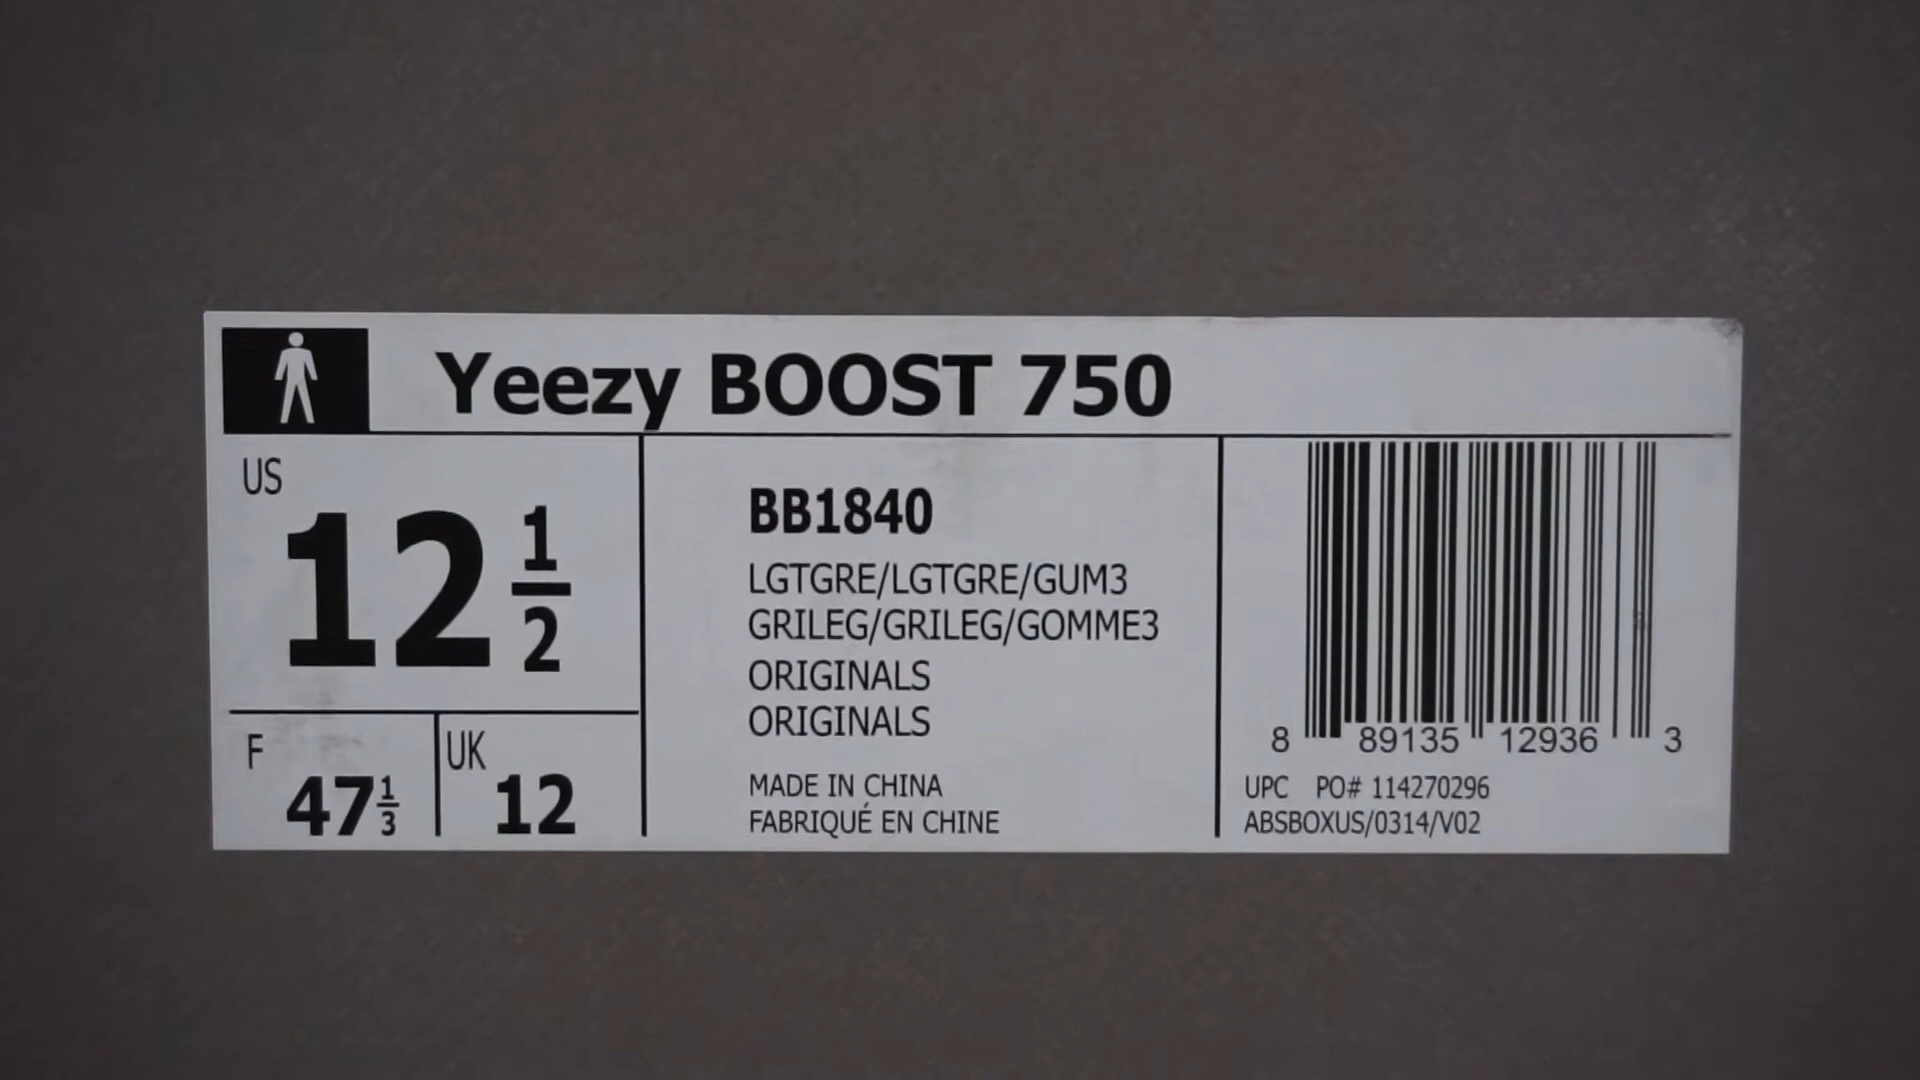 Yeezy BOOST 750
US
12 1/2
F
47 1/3
UK
12
BB1840
LGTGRE/LGTGRE/GUM3
GRILEG/GRILEG/GOMME3
ORIGINALS
ORIGINALS
MADE IN CHINA
FABRIQUÉ EN CHINE
8 89135 12936 3
UPC PO# 114270296
ABSBOXUS/0314/V02